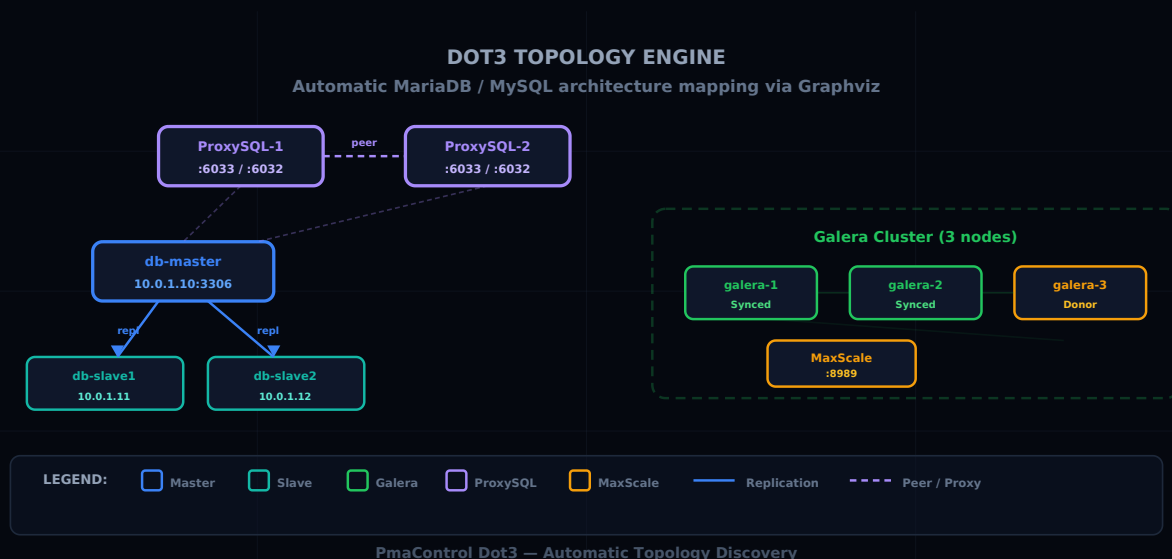 DOT3 TOPOLOGY ENGINE
Automatic MariaDB / MySQL architecture mapping via Graphviz
ProxySQL-1
:6033 / :6032
peer
ProxySQL-2
:6033 / :6032
db-master
10.0.1.10:3306
repl
repl
db-slave1
10.0.1.11
db-slave2
10.0.1.12
Galera Cluster (3 nodes)
galera-1
Synced
galera-2
Synced
galera-3
Donor
MaxScale
:8989
LEGEND:
Master
Slave
Galera
ProxySQL
MaxScale
Replication
Peer / Proxy
PmaControl Dot3 — Automatic Topology Discovery